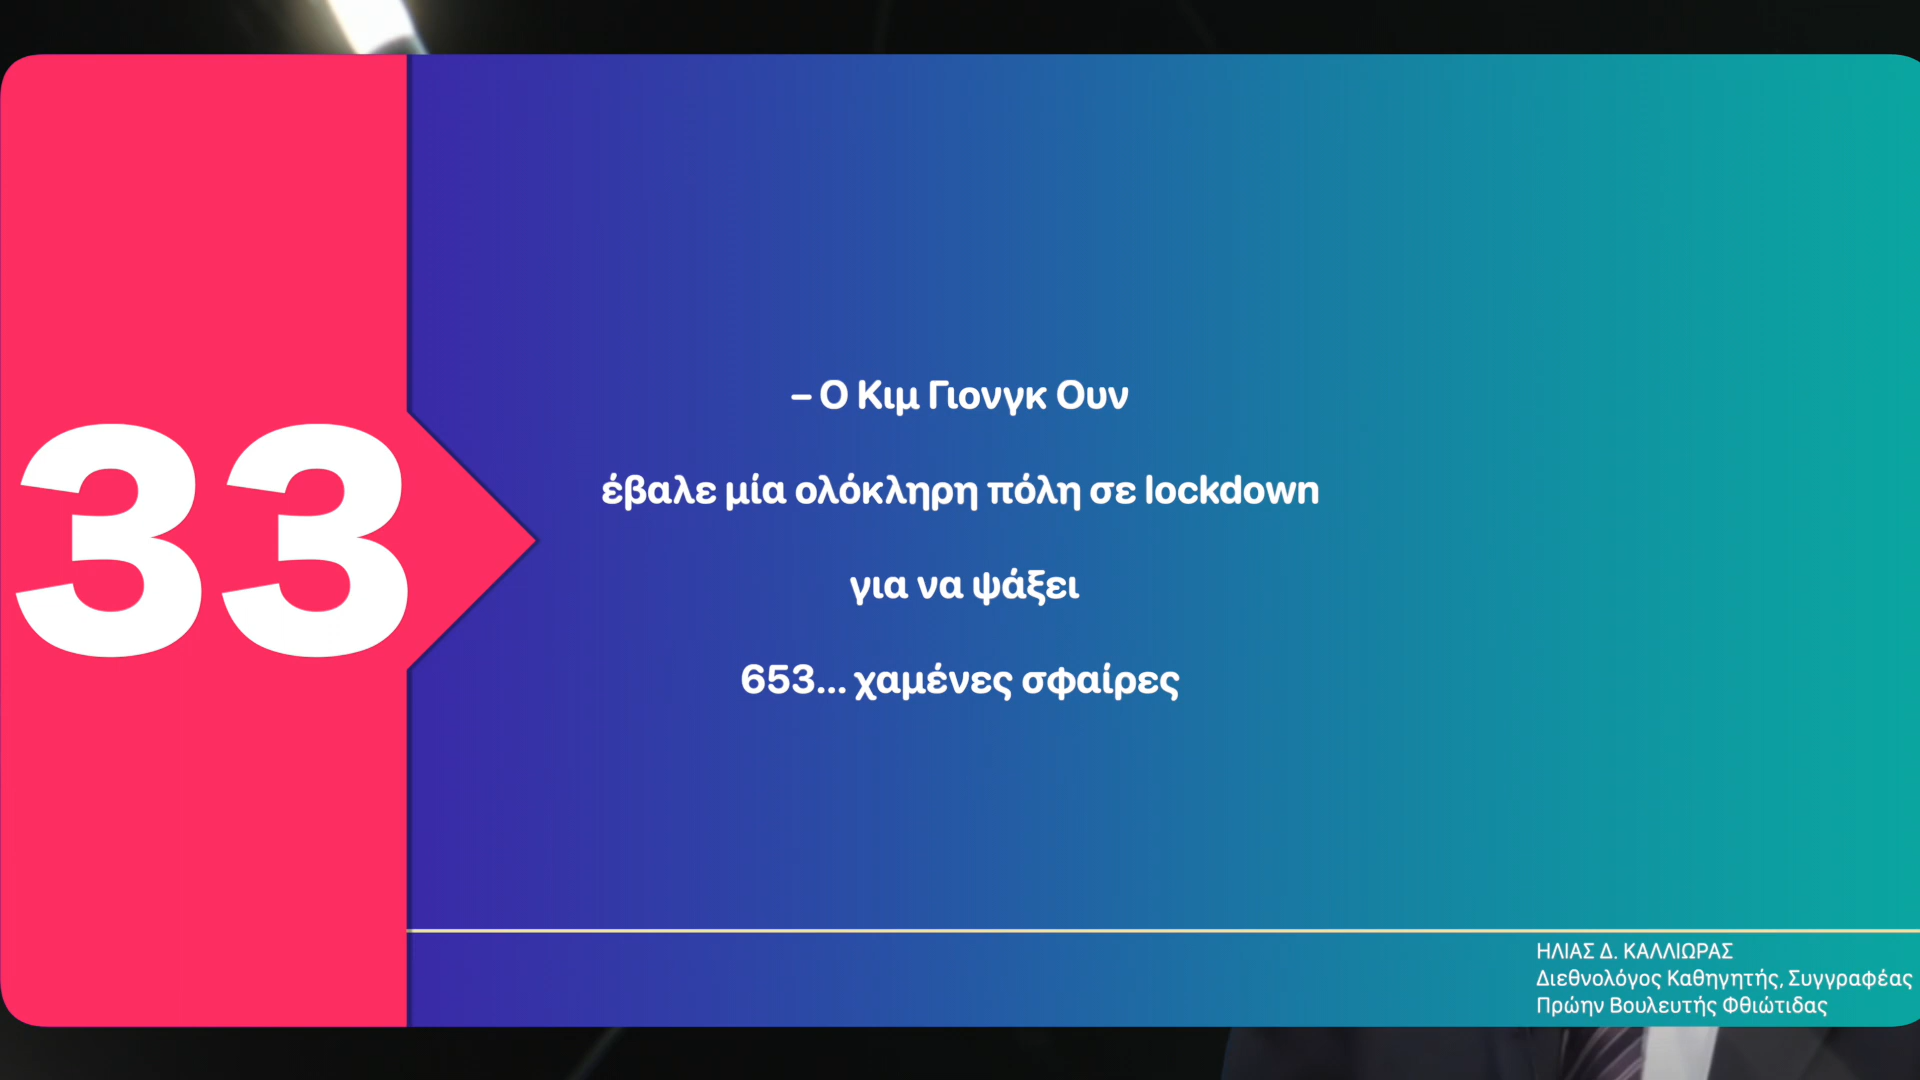 33
– Ο Κιμ Γιονγκ Ουν
έβαλε μία ολόκληρη πόλη σε lockdown
για να ψάξει
653... χαμένες σφαίρες
ΗΛΙΑΣ Δ. ΚΑΛΛΙΩΡΑΣ
Διεθνολόγος Καθηγητής, Συγγραφέας
Πρώην Βουλευτής Φθιώτιδας